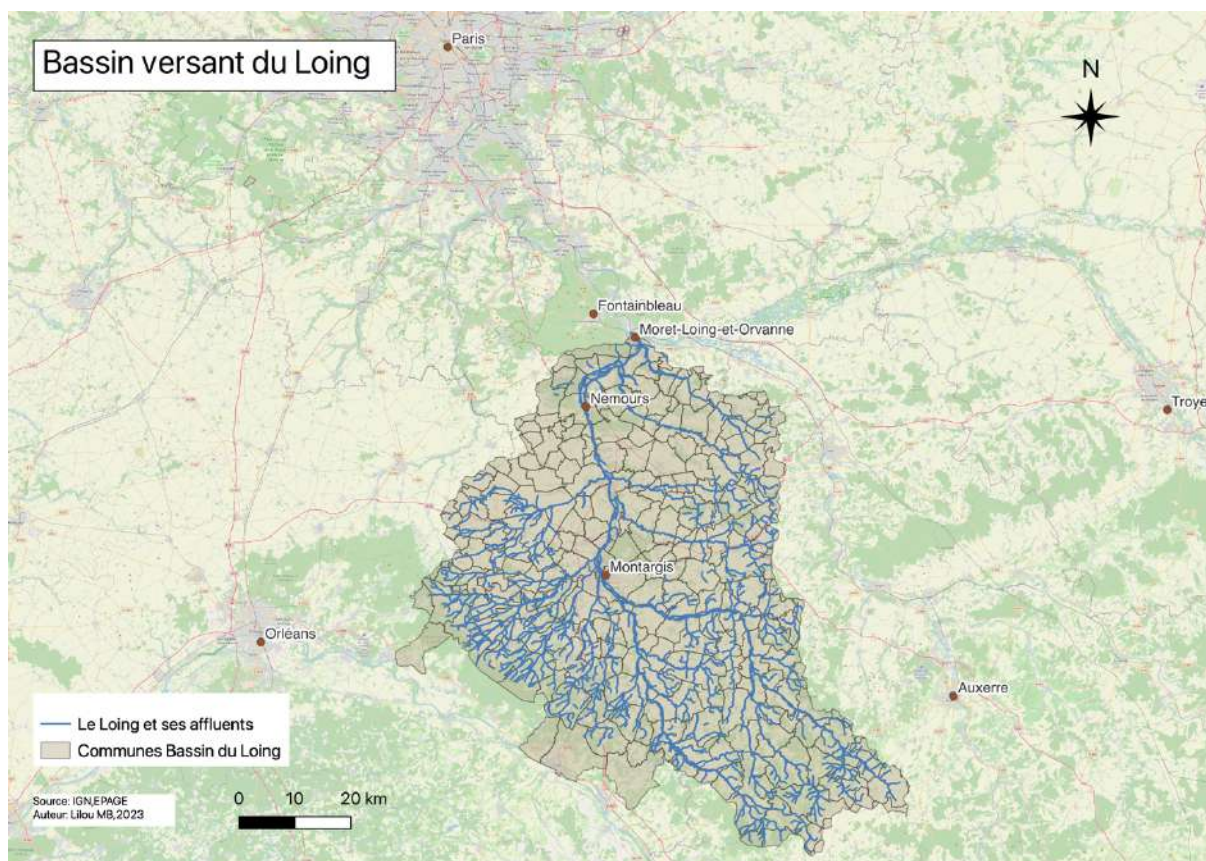 Bassin versant du Loing
Paris
N
Fontainbleau
Moret-Loing-et-Orvanne
Nemours
Troye
Montargis
Orléans
Auxerre
Le Loing et ses affluents
Communes Bassin du Loing
Source: IGN,EPAGE
Auteur: Lilou MB,2023
0 10 20 km